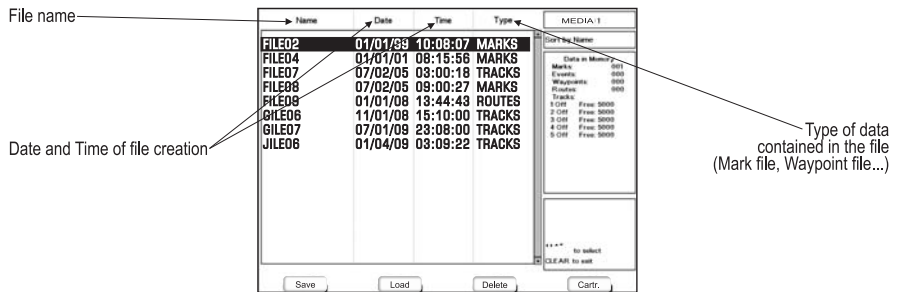 File name
Name Date Time Type
MEDIA 1
Sort by Name
FILE02 01/01/99 10:08:07 MARKS
FILE04 01/01/01 08:15:56 MARKS
FILE07 07/02/05 03:00:18 TRACKS
FILE08 07/02/05 09:00:27 MARKS
FILE09 01/01/08 13:44:43 ROUTES
GILE06 11/01/08 15:10:00 TRACKS
GILE07 07/01/09 23:08:00 TRACKS
JILE06 01/04/09 03:09:22 TRACKS
Data in Memory
Marks: 001
Events: 000
Waypoints: 000
Routes: 000
Tracks:
1 Off Free: 5000
2 Off Free: 5000
3 Off Free: 5000
4 Off Free: 5000
5 Off Free: 5000
Date and Time of file creation
Type of data
contained in the file
(Mark file, Waypoint file...)
to select
CLEAR to exit
Save Load Delete Cartr.